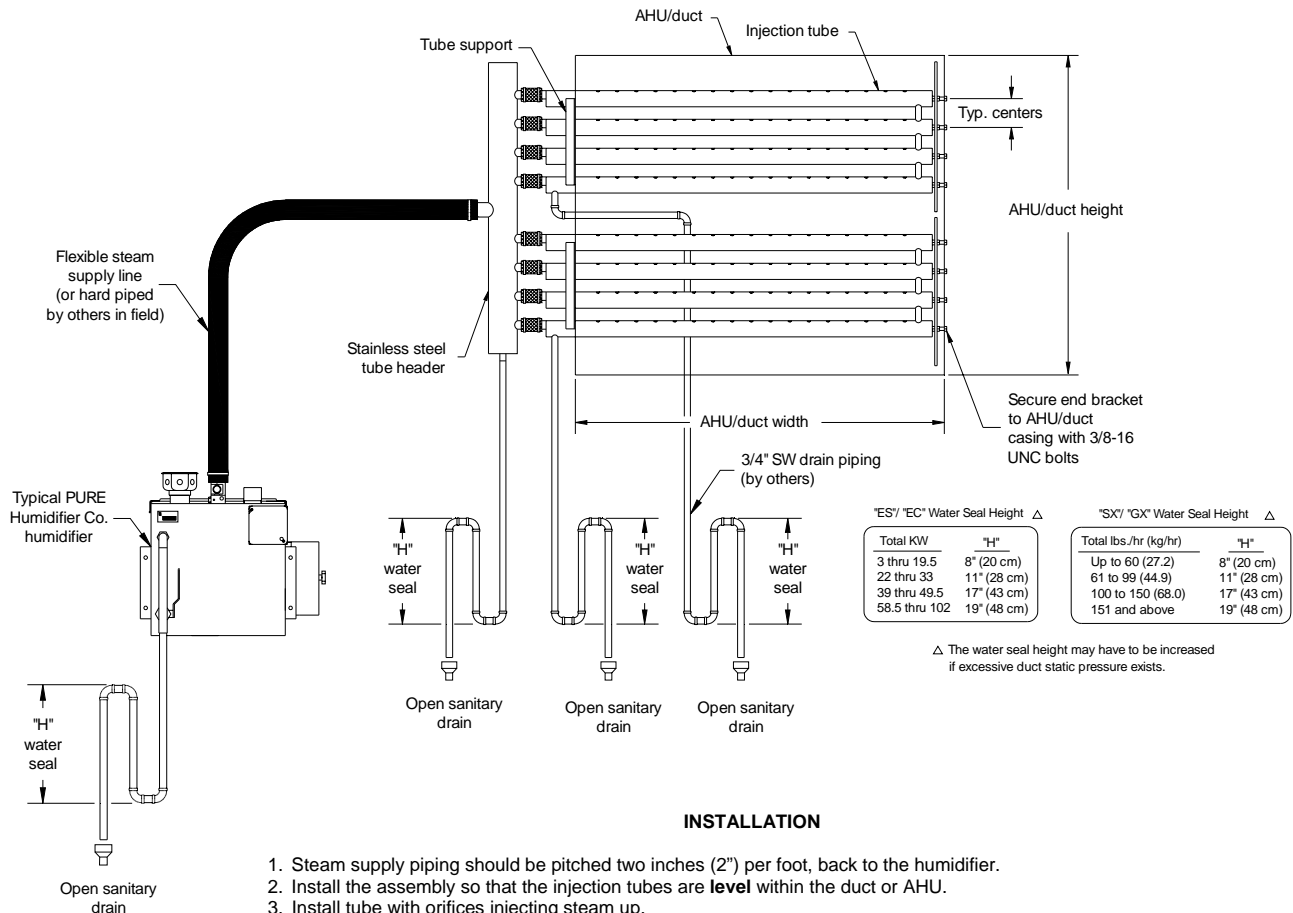 AHU/duct
Injection tube
Tube support
Typ. centers
AHU/duct height
Flexible steam
supply line
(or hard piped
by others in field)
Stainless steel
tube header
Secure end bracket
to AHU/duct
casing with 3/8-16
UNC bolts
AHU/duct width
3/4" SW drain piping
(by others)
Typical PURE
Humidifier Co.
humidifier
"H"
water
seal
"H"
water
seal
"H"
water
seal
"ES"/ "EC" Water Seal Height △
Total KW "H"
3 thru 19.5 8" (20 cm)
22 thru 33 11" (28 cm)
39 thru 49.5 17" (43 cm)
58.5 thru 102 19" (48 cm)
"SX"/ "GX" Water Seal Height △
Total lbs./hr (kg/hr) "H"
Up to 60 (27.2) 8" (20 cm)
61 to 99 (44.9) 11" (28 cm)
100 to 150 (68.0) 17" (43 cm)
151 and above 19" (48 cm)
△ The water seal height may have to be increased
if excessive duct static pressure exists.
Open sanitary
drain
Open sanitary
drain
Open sanitary
drain
"H"
water
seal
Open sanitary
drain
INSTALLATION
1. Steam supply piping should be pitched two inches (2”) per foot, back to the humidifier.
2. Install the assembly so that the injection tubes are level within the duct or AHU.
3. Install tube with orifices injecting steam up.